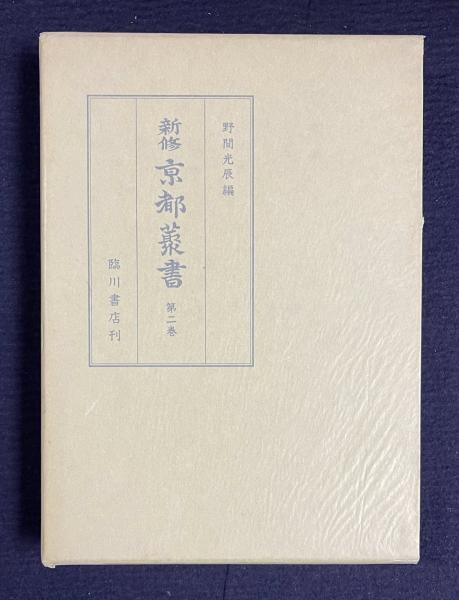 野間光辰編
新修京都叢書 第二巻
臨川書店刊